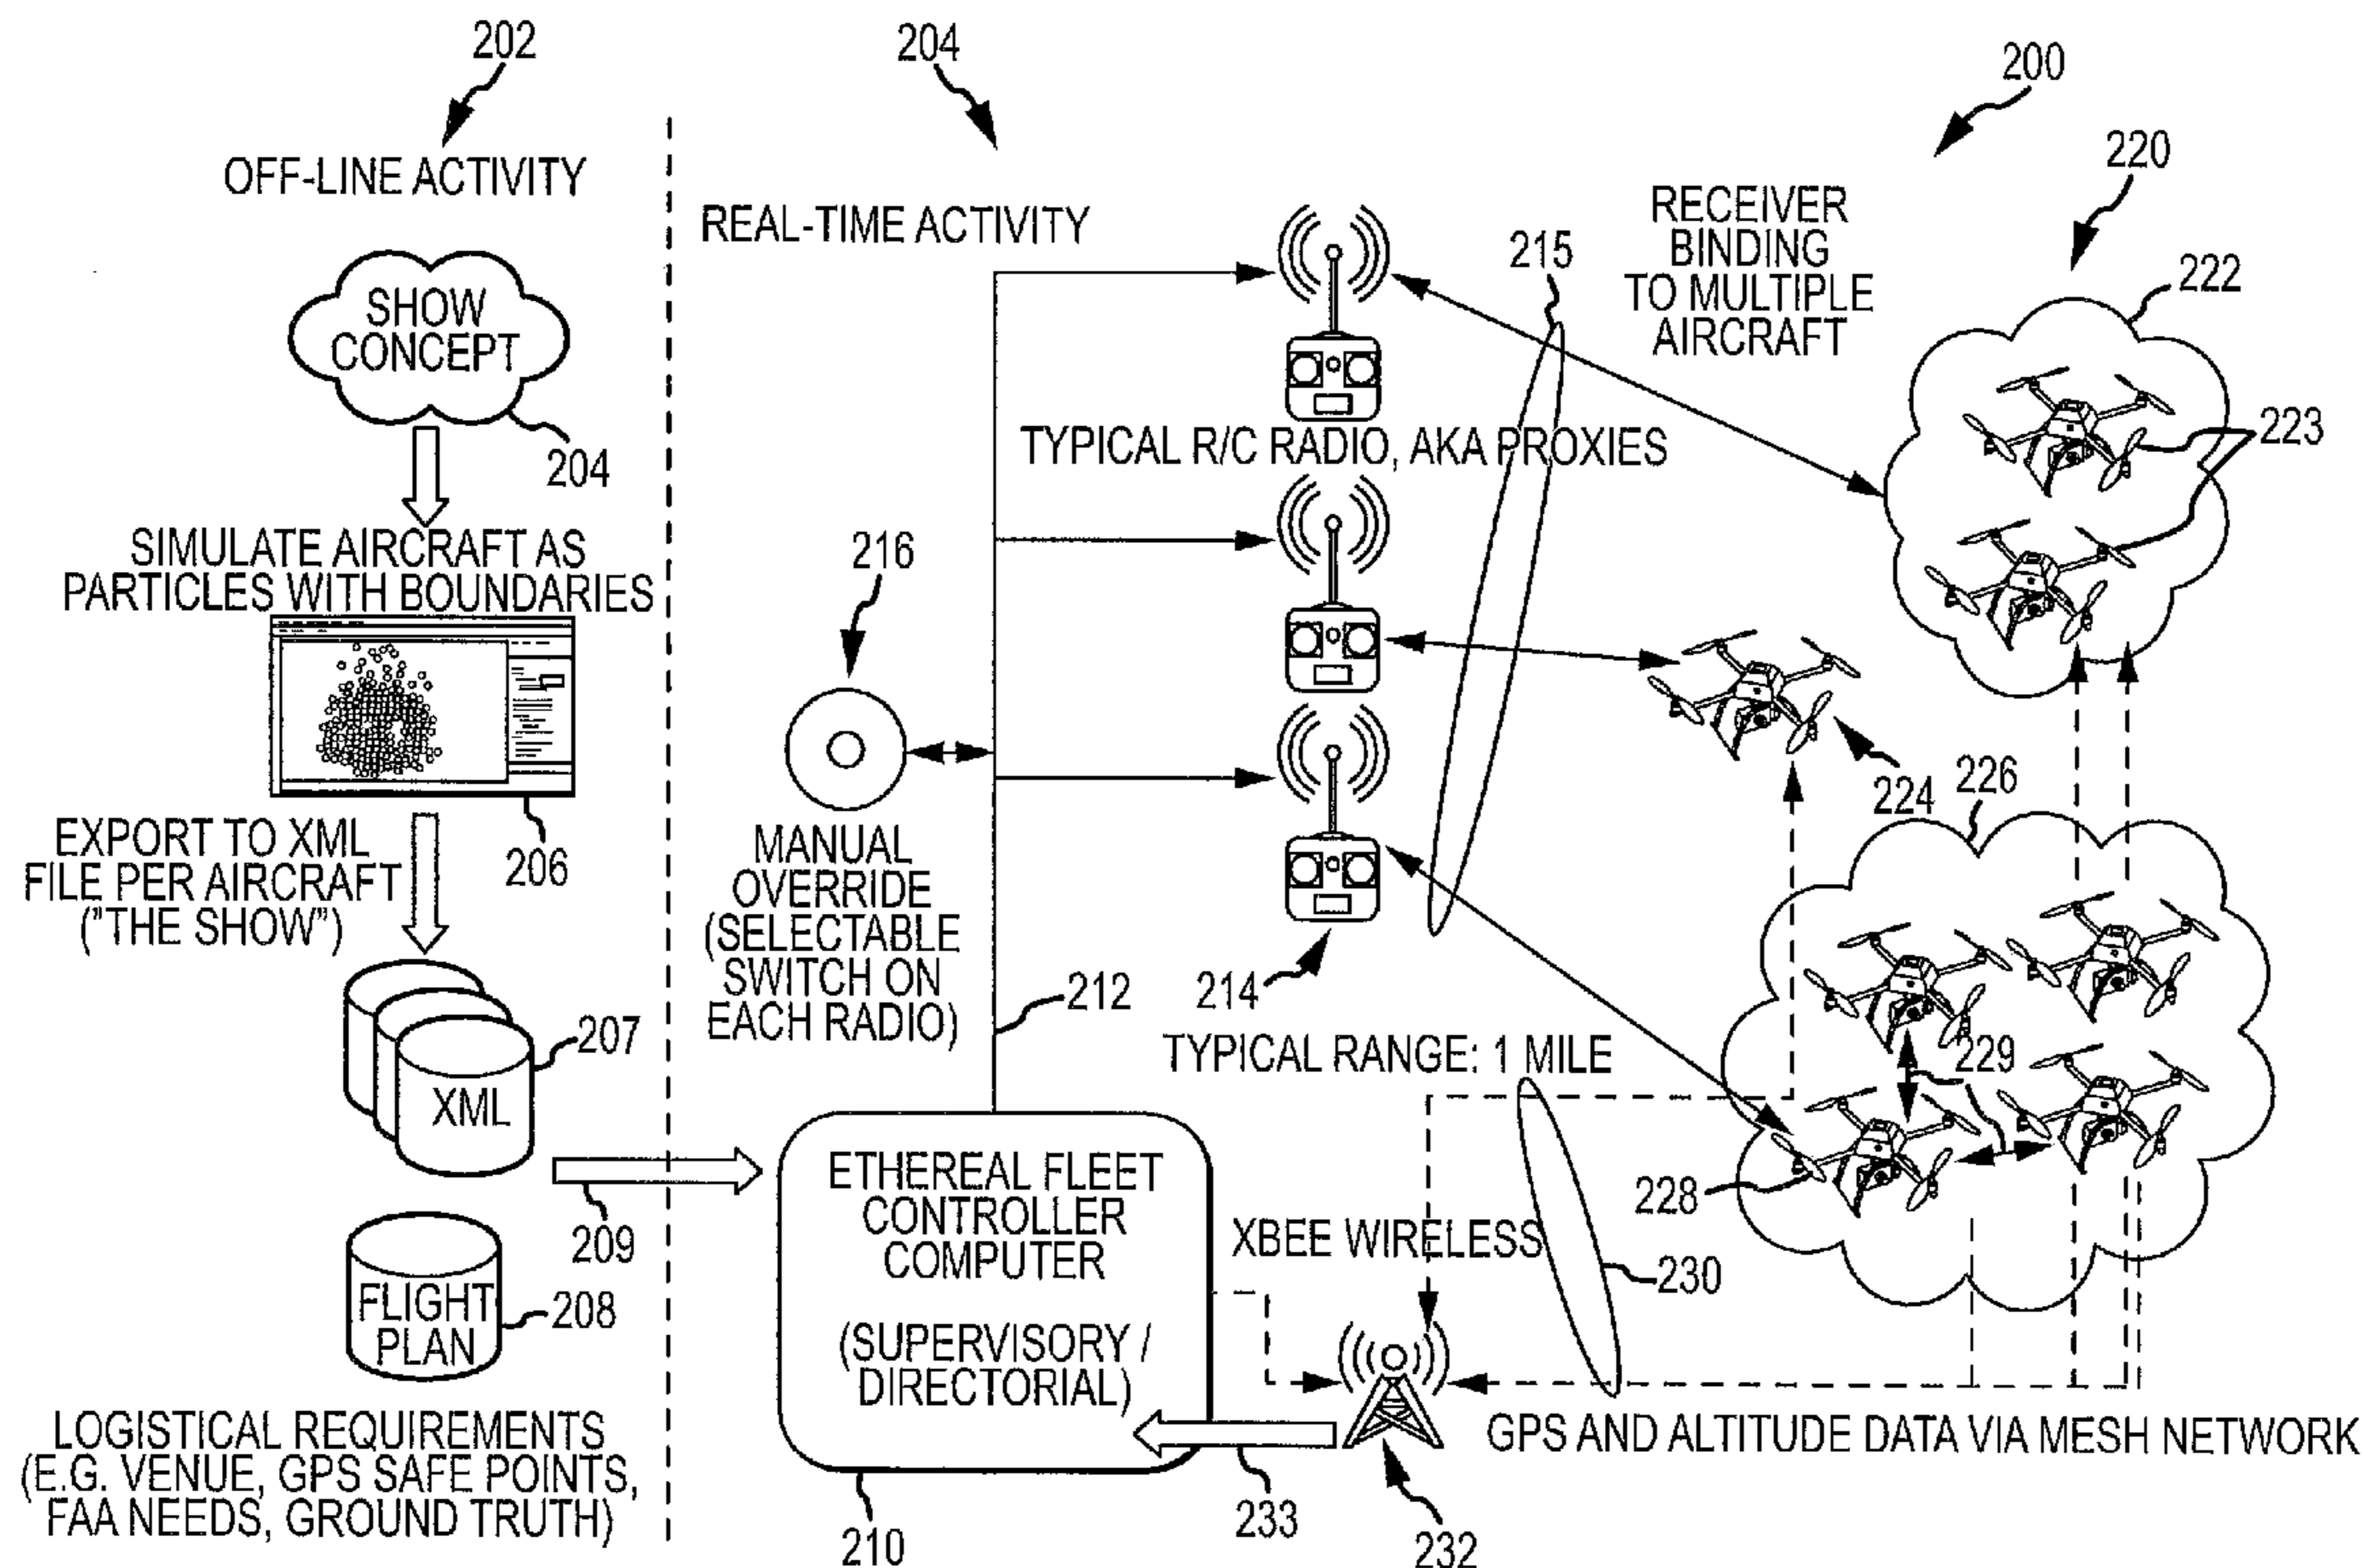 202
204
200
OFF-LINE ACTIVITY
REAL-TIME ACTIVITY
SHOW
CONCEPT
204
SIMULATE AIRCRAFT AS
PARTICLES WITH BOUNDARIES
206
EXPORT TO XML
FILE PER AIRCRAFT
("THE SHOW")
XML
207
209
FLIGHT
PLAN
208
LOGISTICAL REQUIREMENTS
(E.G. VENUE, GPS SAFE POINTS,
FAA NEEDS, GROUND TRUTH)
216
MANUAL
OVERRIDE
(SELECTABLE
SWITCH ON
EACH RADIO)
212
TYPICAL R/C RADIO, AKA PROXIES
214
215
RECEIVER
BINDING
TO MULTIPLE
AIRCRAFT
220
222
223
224
226
229
228
TYPICAL RANGE: 1 MILE
XBEE WIRELESS
230
ETHEREAL FLEET
CONTROLLER
COMPUTER
(SUPERVISORY /
DIRECTORIAL)
210
233
232
GPS AND ALTITUDE DATA VIA MESH NETWORK